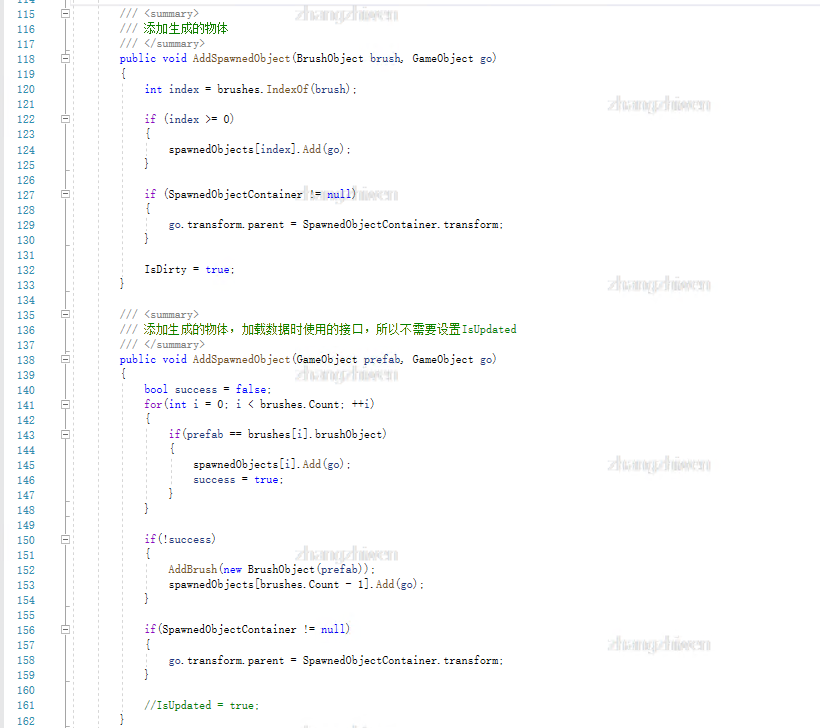 115 /// <summary>
116 /// 添加生成的物体
117 /// </summary>
118 public void AddSpawnedObject(BrushObject brush, GameObject go)
119 {
120 int index = brushes.IndexOf(brush);
121
122 if (index >= 0)
123 {
124 spawnedObjects[index].Add(go);
125 }
126
127 if (SpawnedObjectContainer != null)
128 {
129 go.transform.parent = SpawnedObjectContainer.transform;
130 }
131
132 IsDirty = true;
133 }
134
135 /// <summary>
136 /// 添加生成的物体，加载数据时使用的接口，所以不需要设置IsUpdated
137 /// </summary>
138 public void AddSpawnedObject(GameObject prefab, GameObject go)
139 {
140 bool success = false;
141 for(int i = 0; i < brushes.Count; ++i)
142 {
143 if(prefab == brushes[i].brushObject)
144 {
145 spawnedObjects[i].Add(go);
146 success = true;
147 }
148 }
149
150 if(!success)
151 {
152 AddBrush(new BrushObject(prefab));
153 spawnedObjects[brushes.Count - 1].Add(go);
154 }
155
156 if(SpawnedObjectContainer != null)
157 {
158 go.transform.parent = SpawnedObjectContainer.transform;
159 }
160
161 //IsUpdated = true;
162 }
zhangzhiwen
zhangzhiwen
zhangzhiwen
zhangzhiwen
zhangzhiwen
zhangzhiwen
zhangzhiwen
zhangzhiwen